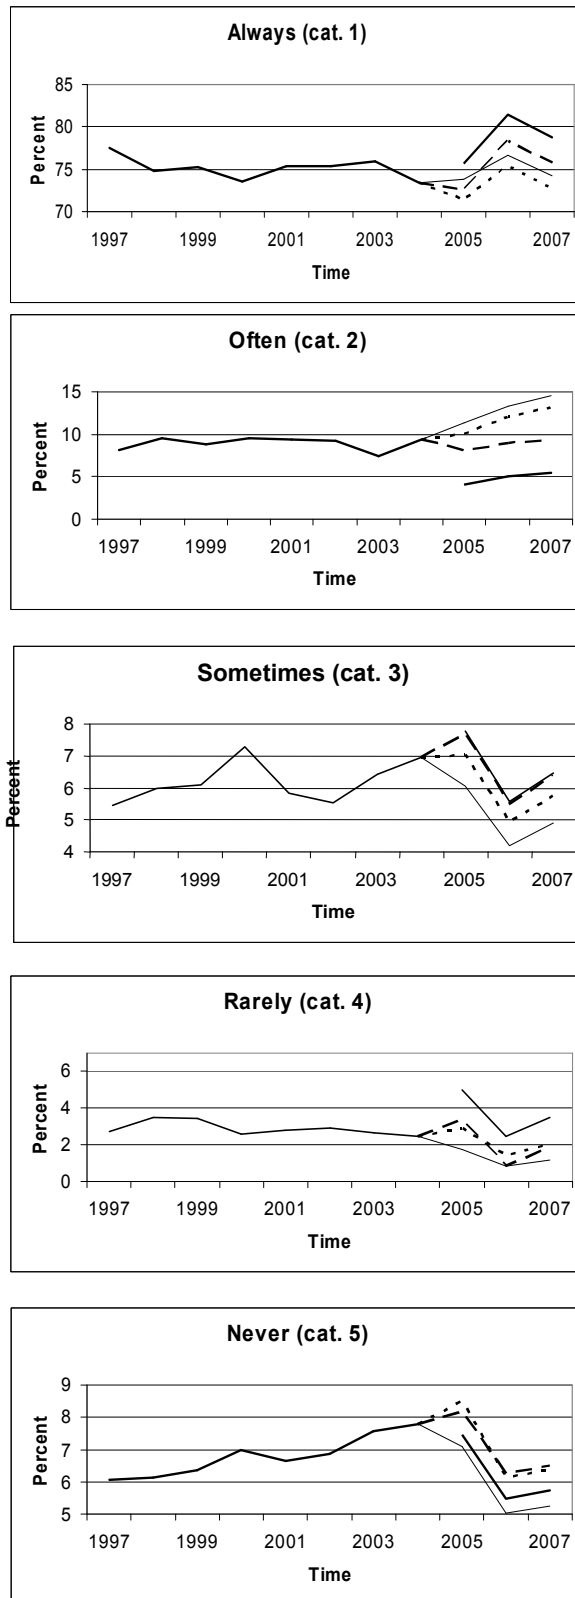 Always (cat. 1)
85
80
75
70
Percent
1997 1999 2001 2003 2005 2007
Time
Often (cat. 2)
15
10
5
0
Percent
1997 1999 2001 2003 2005 2007
Time
Sometimes (cat. 3)
8
7
6
5
4
Percent
1997 1999 2001 2003 2005 2007
Time
Rarely (cat. 4)
6
4
2
0
Percent
1997 1999 2001 2003 2005 2007
Time
Never (cat. 5)
9
8
7
6
5
Percent
1997 1999 2001 2003 2005 2007
Time